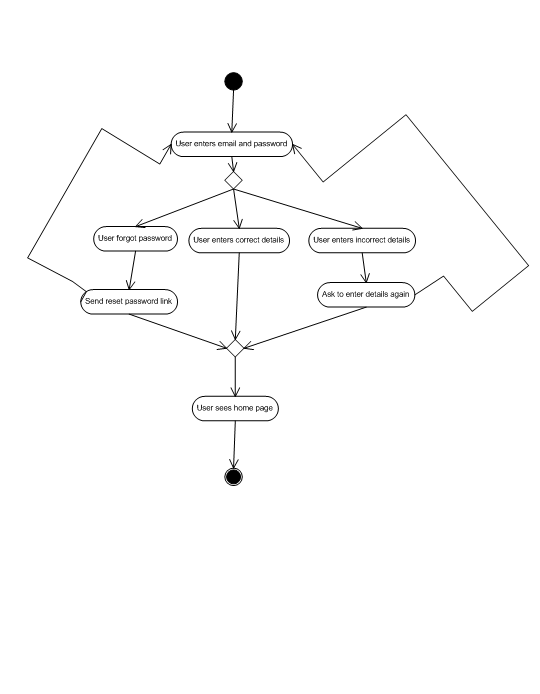 User enters email and password
User forgot password
User enters correct details
User enters incorrect details
Send reset password link
Ask to enter details again
User sees home page